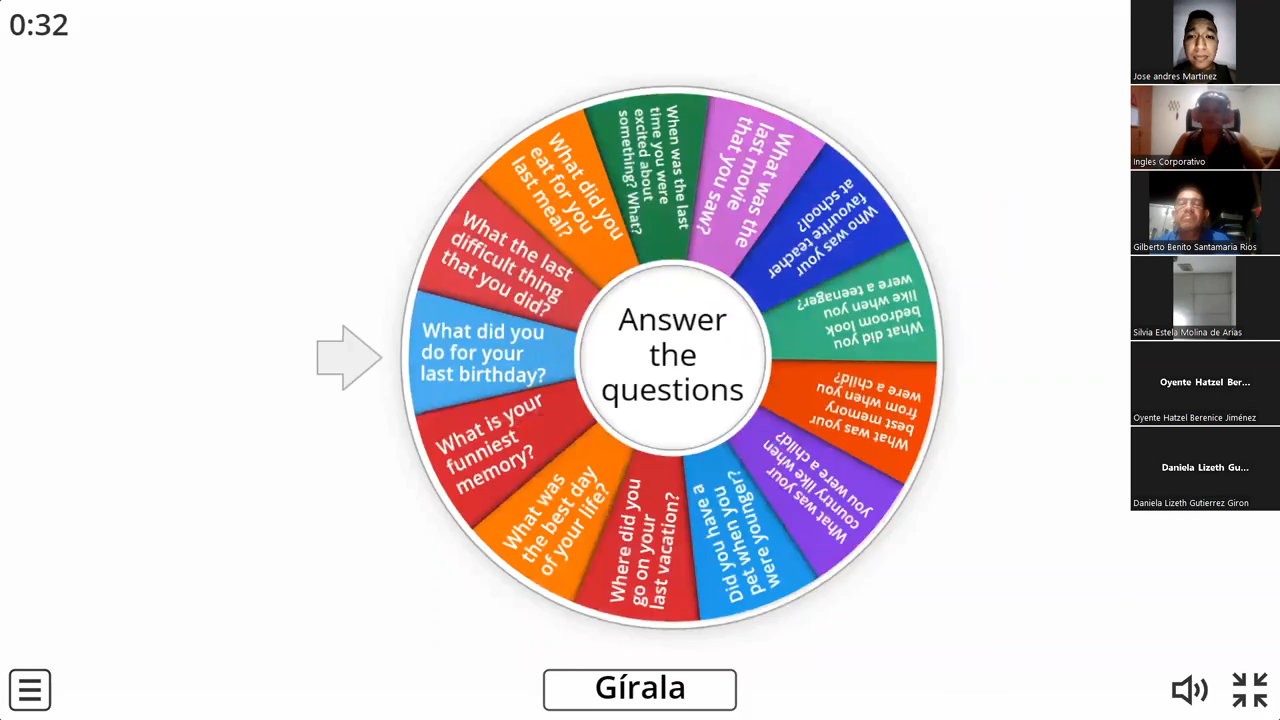 0:32
When was the last
time you were
excited about
something? What?
What was the
last movie
that you saw?
Who was your
favourite teacher
at school?
What did you
bedroom look
like when you
were a teenager?
What was your
best memory
from when you
were a child?
What was your
country like when
you were a child?
Did you have a
pet when you
were younger?
Where did you
go on your
last vacation?
What was
the best day
of your life?
What is your
funniest
memory?
What did you
do for your
last birthday?
What the last
difficult thing
that you did?
What did you
eat for you
last meal?
Answer
the
questions
Gírala
Jose andres Martinez
Ingles Corporativo
Gilberto Benito Santamaria Rios
Silvia Estela Molina de Arias
Oyente Hatzel Ber...
Oyente Hatzel Berenice Jiménez
Daniela Lizeth Gu...
Daniela Lizeth Gutierrez Giron